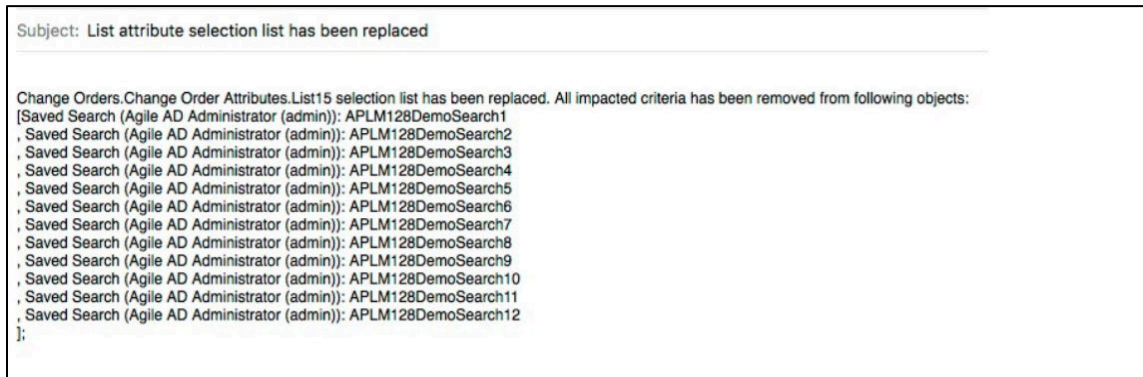 Subject: List attribute selection list has been replaced
Change Orders.Change Order Attributes.List15 selection list has been replaced. All impacted criteria has been removed from following objects:
[Saved Search (Agile AD Administrator (admin)): APLM128DemoSearch1
, Saved Search (Agile AD Administrator (admin)): APLM128DemoSearch2
, Saved Search (Agile AD Administrator (admin)): APLM128DemoSearch3
, Saved Search (Agile AD Administrator (admin)): APLM128DemoSearch4
, Saved Search (Agile AD Administrator (admin)): APLM128DemoSearch5
, Saved Search (Agile AD Administrator (admin)): APLM128DemoSearch6
, Saved Search (Agile AD Administrator (admin)): APLM128DemoSearch7
, Saved Search (Agile AD Administrator (admin)): APLM128DemoSearch8
, Saved Search (Agile AD Administrator (admin)): APLM128DemoSearch9
, Saved Search (Agile AD Administrator (admin)): APLM128DemoSearch10
, Saved Search (Agile AD Administrator (admin)): APLM128DemoSearch11
, Saved Search (Agile AD Administrator (admin)): APLM128DemoSearch12
];